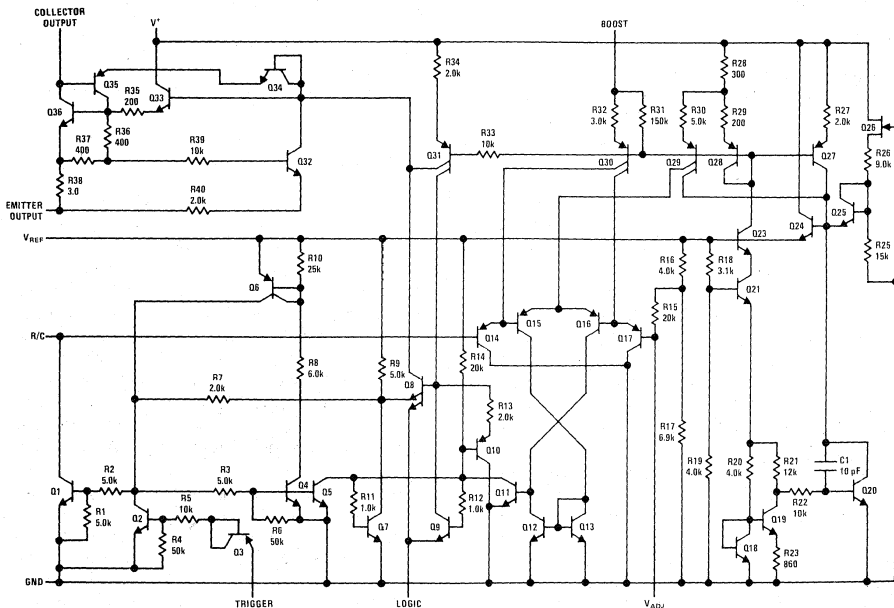 COLLECTOR
OUTPUT
V+
BOOST
R34
2.0k
R28
300
Q35
R35
200
Q33
Q34
Q36
R32
3.0k
R31
150k
R30
5.0k
R29
200
R27
2.0k
Q26
R37
400
R36
400
R39
10k
Q32
Q31
R33
10k
Q30
Q29
Q28
Q27
R26
9.0k
R38
3.0
R40
2.0k
EMITTER
OUTPUT
Q25
Q24
VREF
R10
25k
Q23
R25
15k
R16
4.0k
R18
3.1k
Q6
Q21
R15
20k
R/C
Q14
Q15
Q16
Q17
R8
6.0k
R9
5.0k
R14
20k
R7
2.0k
Q8
R13
2.0k
R17
6.9k
Q10
R19
4.0k
R20
4.0k
R21
12k
C1
10 pF
Q1
R2
5.0k
R3
5.0k
Q4
Q5
R11
1.0k
R12
1.0k
Q11
R22
10k
Q20
R1
5.0k
Q2
R5
10k
R4
50k
Q3
R6
50k
Q7
Q9
Q12
Q13
Q19
Q18
R23
860
GND
TRIGGER
LOGIC
VADJ